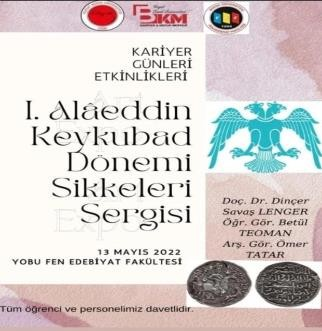 BKM
KARİYER
GÜNLERİ
ETKİNLİKLERİ
I. Alâeddin
Keykubad
Dönemi
Sikkeleri
Sergisi
Doç. Dr. Dinçer
Savaş LENGER
Öğr. Gör. Betül
TEOMAN
Arş. Gör. Ömer
TATAR
13 MAYIS 2022
YOBU FEN EDEBİYAT FAKÜLTESİ
Tüm öğrenci ve personelimiz davetlidir.